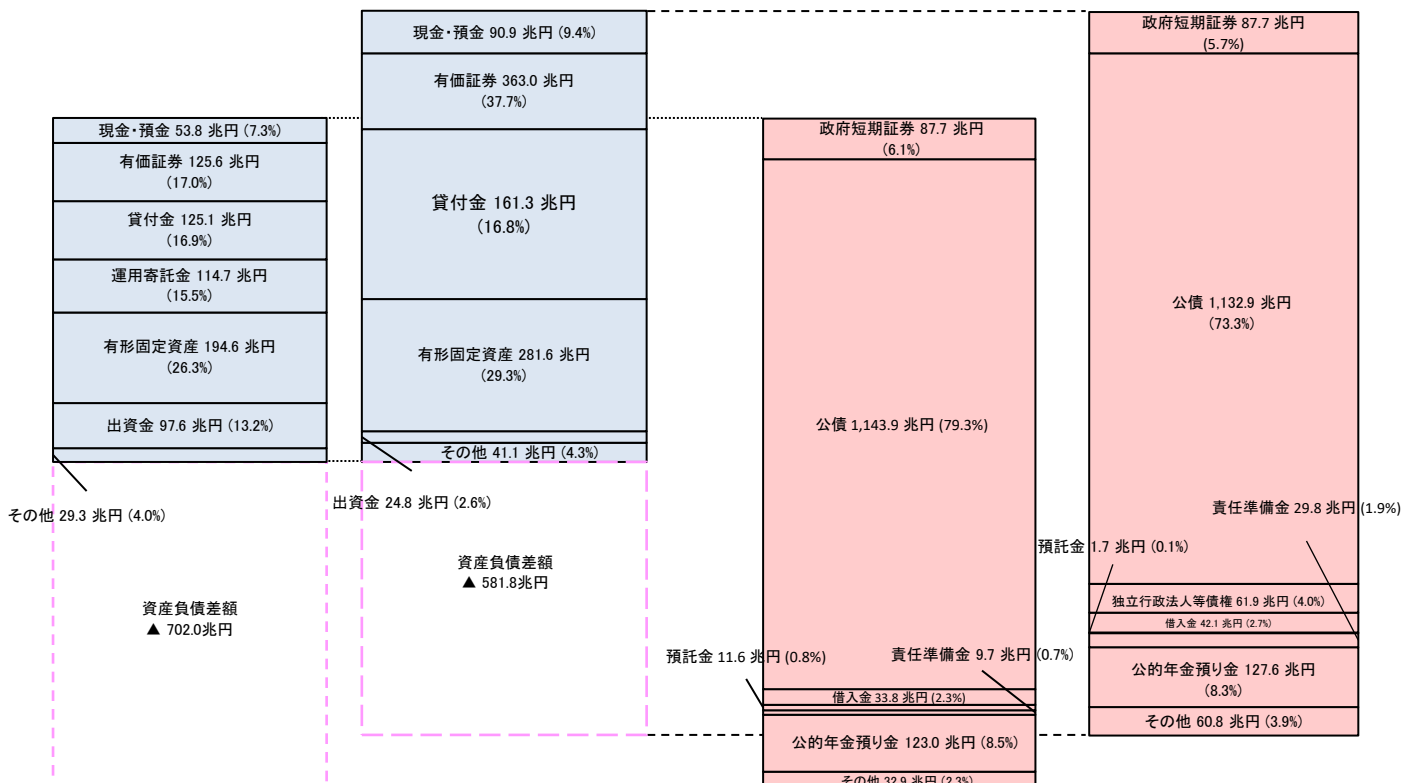 現金・預金 53.8 兆円 (7.3%)
有価証券 125.6 兆円
(17.0%)
貸付金 125.1 兆円
(16.9%)
運用寄託金 114.7 兆円
(15.5%)
有形固定資産 194.6 兆円
(26.3%)
出資金 97.6 兆円 (13.2%)
その他 29.3 兆円 (4.0%)
資産負債差額
▲ 702.0兆円
現金・預金 90.9 兆円 (9.4%)
有価証券 363.0 兆円
(37.7%)
貸付金 161.3 兆円
(16.8%)
有形固定資産 281.6 兆円
(29.3%)
その他 41.1 兆円 (4.3%)
出資金 24.8 兆円 (2.6%)
資産負債差額
▲ 581.8兆円
政府短期証券 87.7 兆円
(6.1%)
公債 1,143.9 兆円 (79.3%)
預託金 11.6 兆円 (0.8%)
責任準備金 9.7 兆円 (0.7%)
借入金 33.8 兆円 (2.3%)
公的年金預り金 123.0 兆円 (8.5%)
その他 32.9 兆円 (2.3%)
政府短期証券 87.7 兆円
(5.7%)
公債 1,132.9 兆円
(73.3%)
責任準備金 29.8 兆円 (1.9%)
預託金 1.7 兆円 (0.1%)
独立行政法人等債権 61.9 兆円 (4.0%)
借入金 42.1 兆円 (2.7%)
公的年金預り金 127.6 兆円
(8.3%)
その他 60.8 兆円 (3.9%)